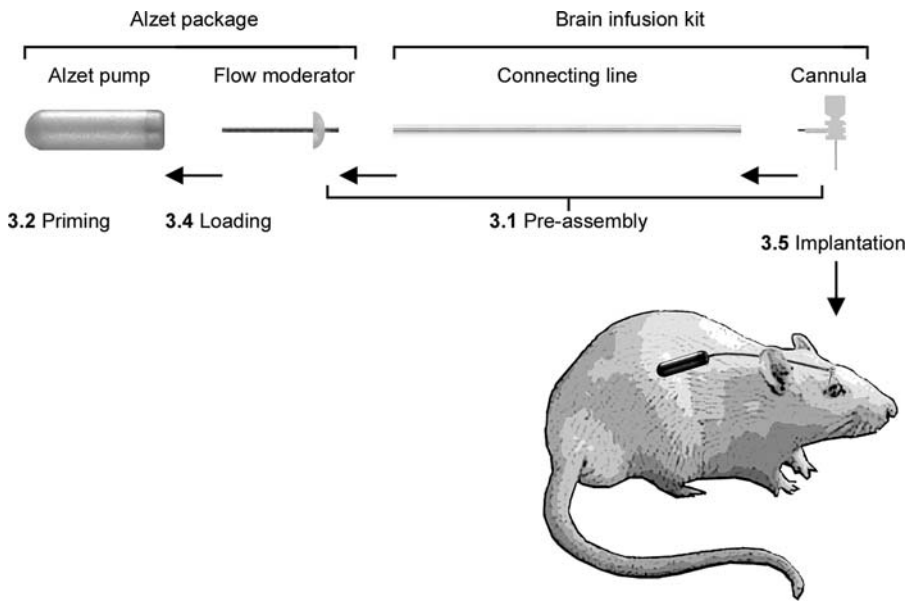 Alzet package
Brain infusion kit
Alzet pump
Flow moderator
Connecting line
Cannula
3.2 Priming
3.4 Loading
3.1 Pre-assembly
3.5 Implantation